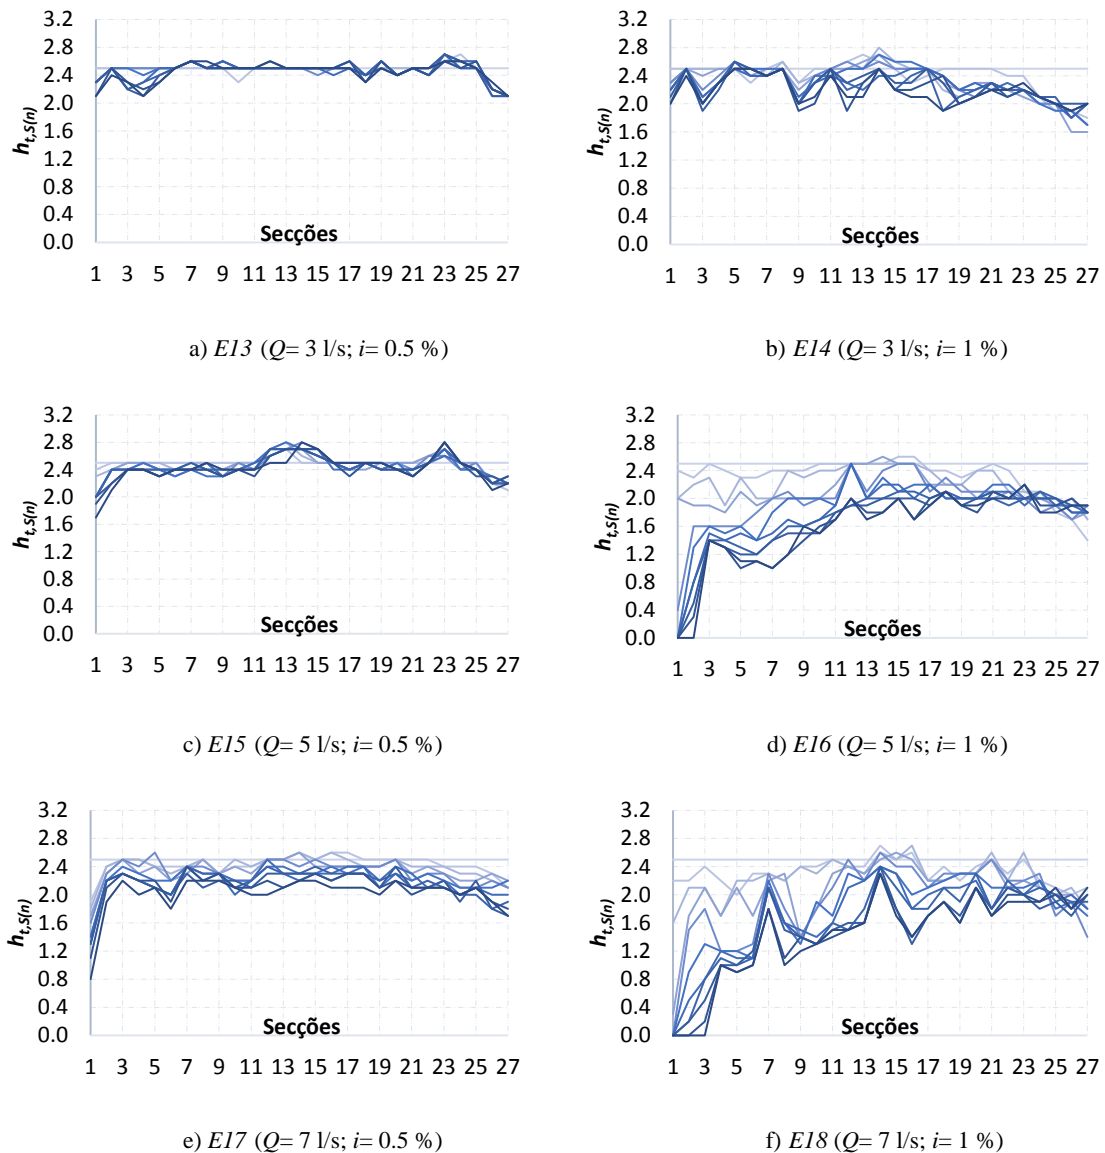 3.2 3.2
2.8 2.8
2.4 2.4
2.0 2.0
1.6 1.6
1.2 1.2
0.8 0.8
0.4 0.4
0.0 0.0
h_{t,S(n)} h_{t,S(n)}
Secções Secções
1 3 5 7 9 11 13 15 17 19 21 23 25 27 1 3 5 7 9 11 13 15 17 19 21 23 25 27
a) E13 (Q= 3 l/s; i= 0.5 %) b) E14 (Q= 3 l/s; i= 1 %)
3.2 3.2
2.8 2.8
2.4 2.4
2.0 2.0
1.6 1.6
1.2 1.2
0.8 0.8
0.4 0.4
0.0 0.0
h_{t,S(n)} h_{t,S(n)}
Secções Secções
1 3 5 7 9 11 13 15 17 19 21 23 25 27 1 3 5 7 9 11 13 15 17 19 21 23 25 27
c) E15 (Q= 5 l/s; i= 0.5 %) d) E16 (Q= 5 l/s; i= 1 %)
3.2 3.2
2.8 2.8
2.4 2.4
2.0 2.0
1.6 1.6
1.2 1.2
0.8 0.8
0.4 0.4
0.0 0.0
h_{t,S(n)} h_{t,S(n)}
Secções Secções
1 3 5 7 9 11 13 15 17 19 21 23 25 27 1 3 5 7 9 11 13 15 17 19 21 23 25 27
e) E17 (Q= 7 l/s; i= 0.5 %) f) E18 (Q= 7 l/s; i= 1 %)